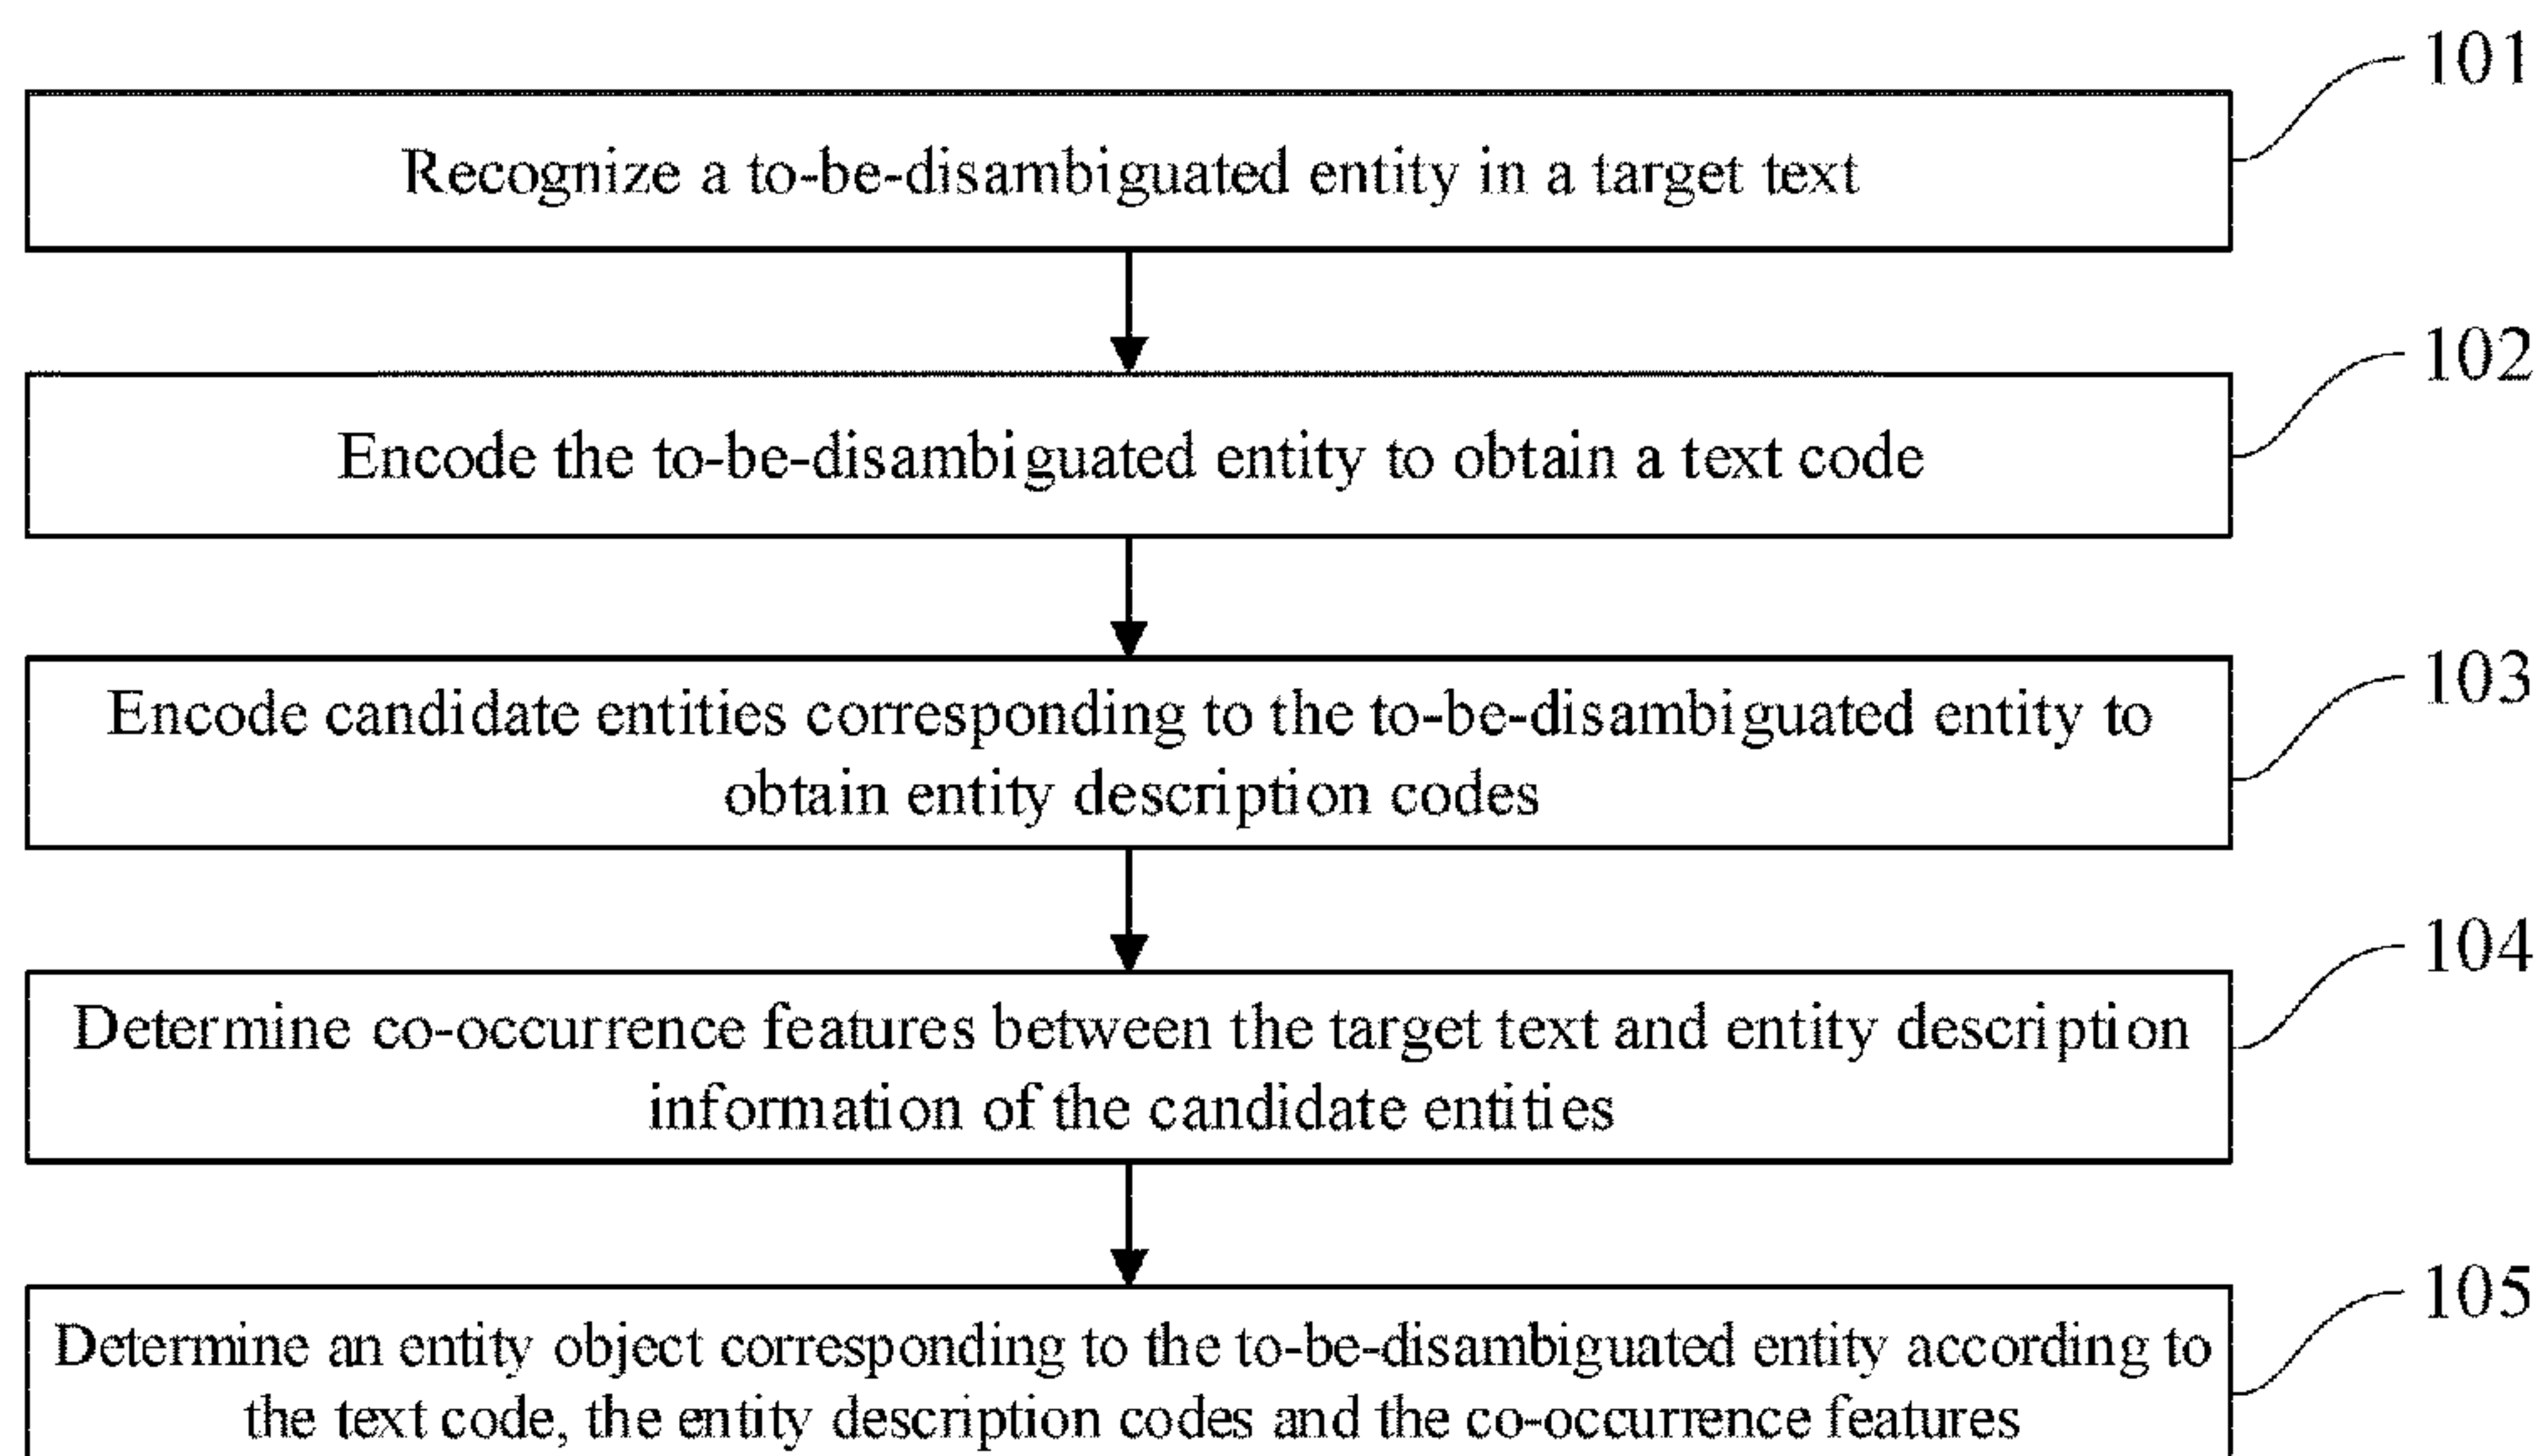 101
Recognize a to-be-disambiguated entity in a target text
102
Encode the to-be-disambiguated entity to obtain a text code
103
Encode candidate entities corresponding to the to-be-disambiguated entity to
obtain entity description codes
104
Determine co-occurrence features between the target text and entity description
information of the candidate entities
105
Determine an entity object corresponding to the to-be-disambiguated entity according to
the text code, the entity description codes and the co-occurrence features